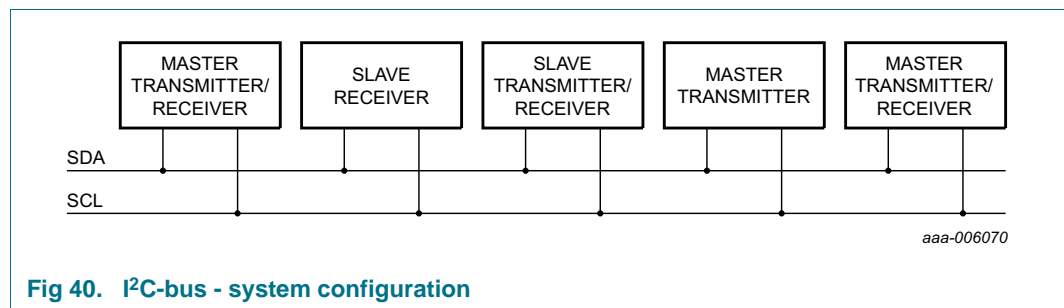 MASTER
TRANSMITTER/
RECEIVER
SLAVE
RECEIVER
SLAVE
TRANSMITTER/
RECEIVER
MASTER
TRANSMITTER
MASTER
TRANSMITTER/
RECEIVER
SDA
SCL
aaa-006070
Fig 40. I²C-bus - system configuration